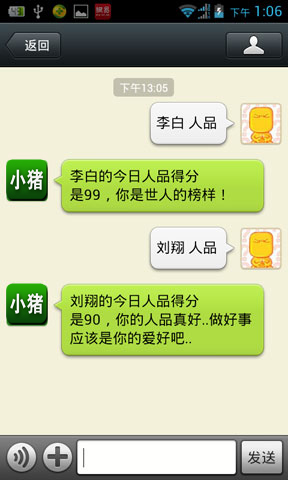 下午 1:06
返回
下午13:05
李白 人品
小猪
李白的今日人品得分
是99，你是世人的榜样！
刘翔 人品
小猪
刘翔的今日人品得分
是90，你的人品真好..做好事
应该是你的爱好吧..
发送